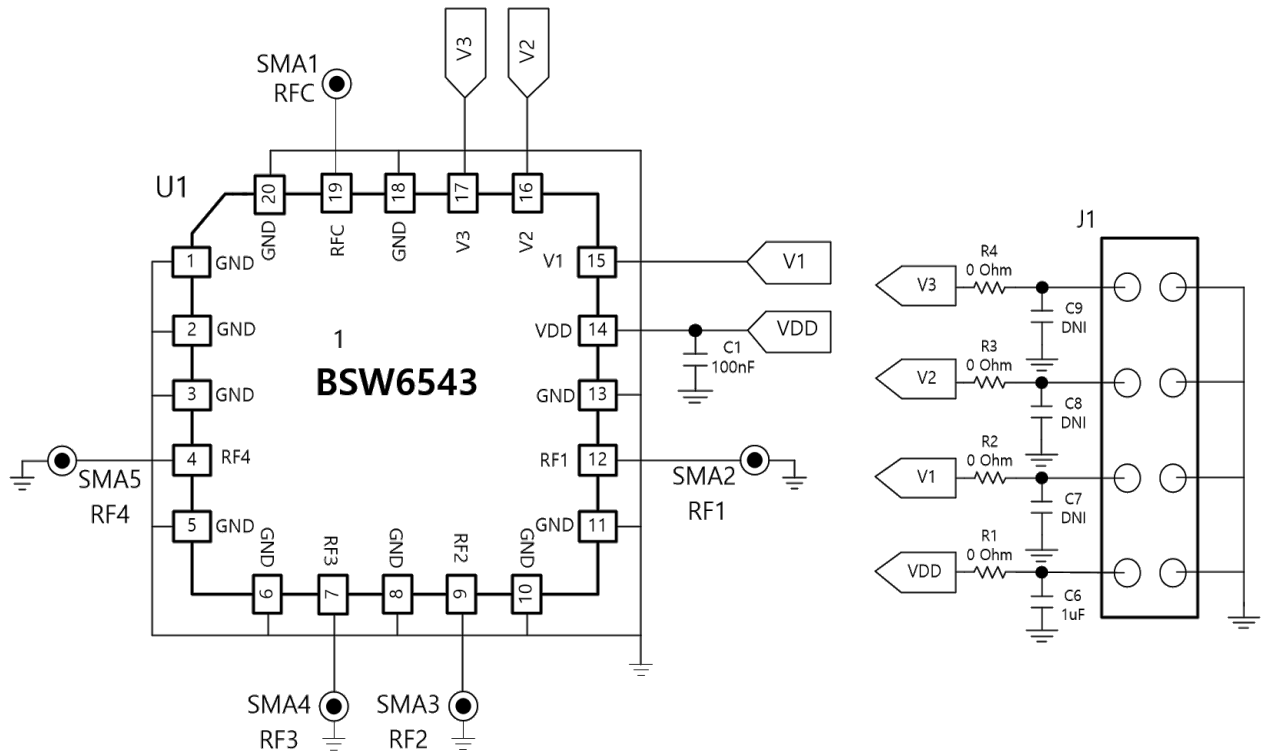 V3
V2
SMA1
RFC
U1
20
19
18
17
16
GND
RFC
GND
V3
V2
1
GND
2
GND
3
GND
4
RF4
5
GND
1
BSW6543
V1
15
V1
VDD
14
VDD
C1
100nF
GND
13
RF1
12
GND
11
SMA5
RF4
SMA2
RF1
GND
RF3
GND
RF2
GND
6
7
8
9
10
SMA4
RF3
SMA3
RF2
J1
R4
0 Ohm
V3
C9
DNI
R3
0 Ohm
V2
C8
DNI
R2
0 Ohm
V1
C7
DNI
R1
0 Ohm
VDD
C6
1uF